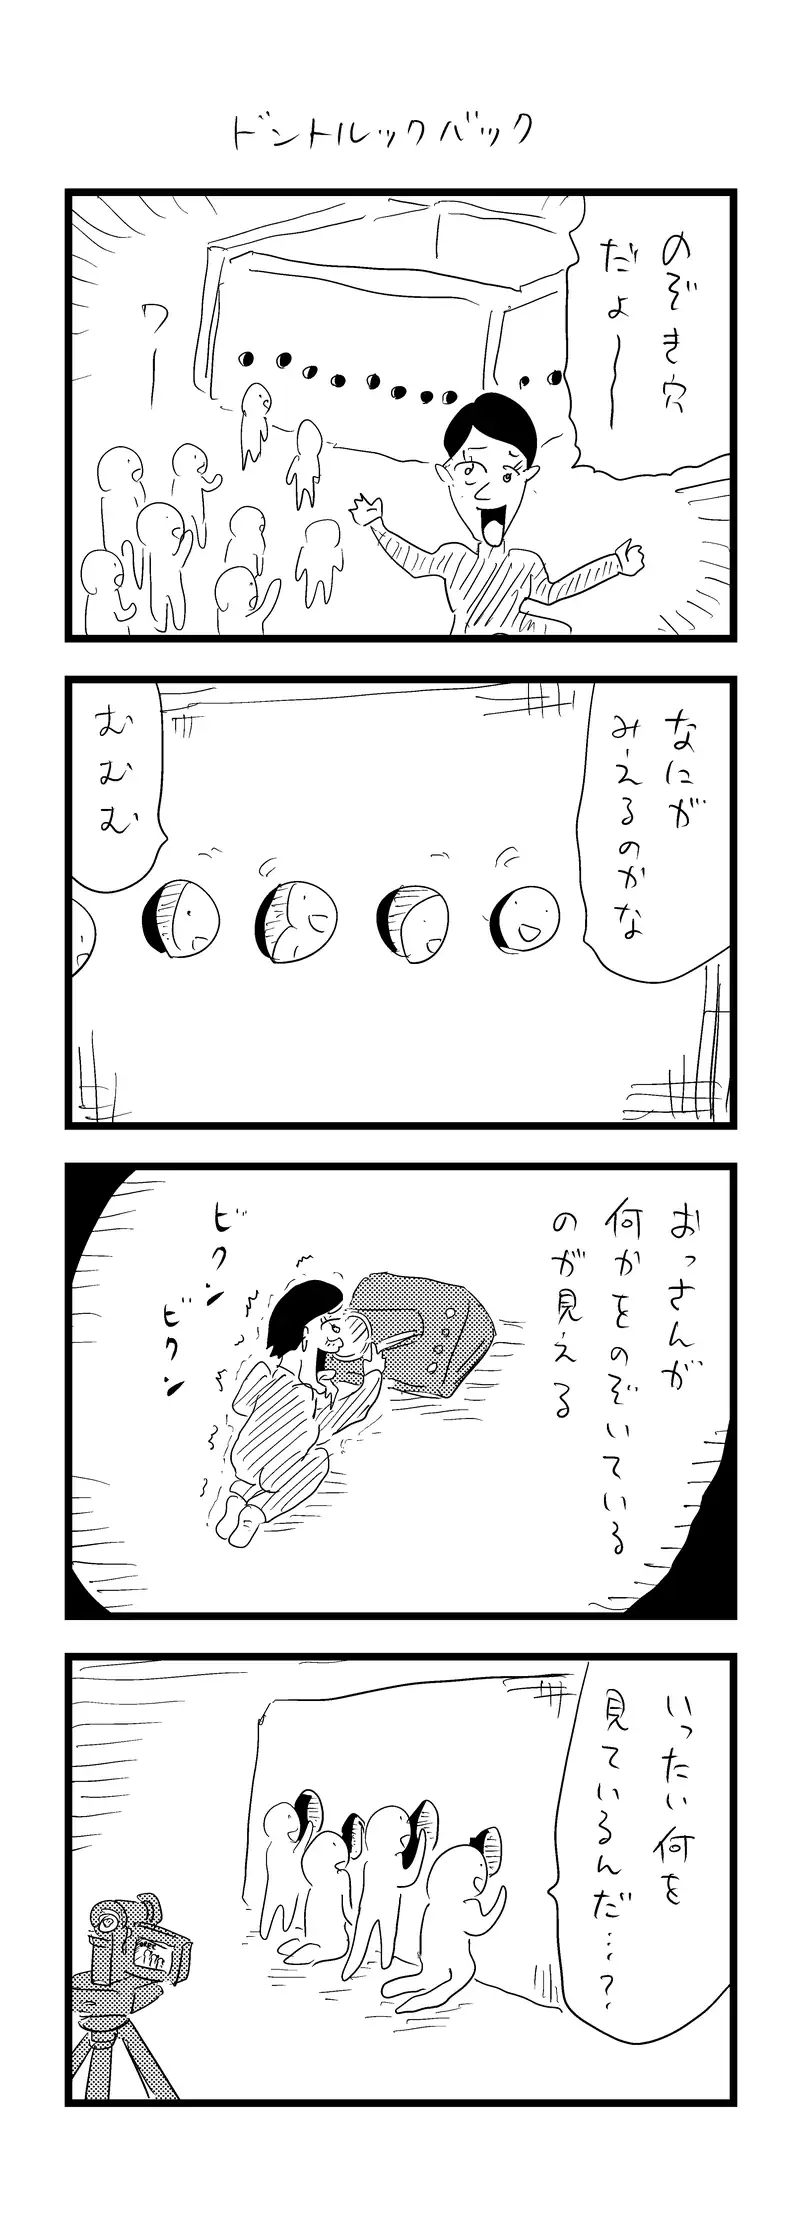 ドントルックバック
のぞき穴
だよー
ワー
なにが
みえるのかな
むむむ
おっさんが
何かをのぞいている
のが見える
ビクン
ビクン
いったい何を
見ているんだ…?